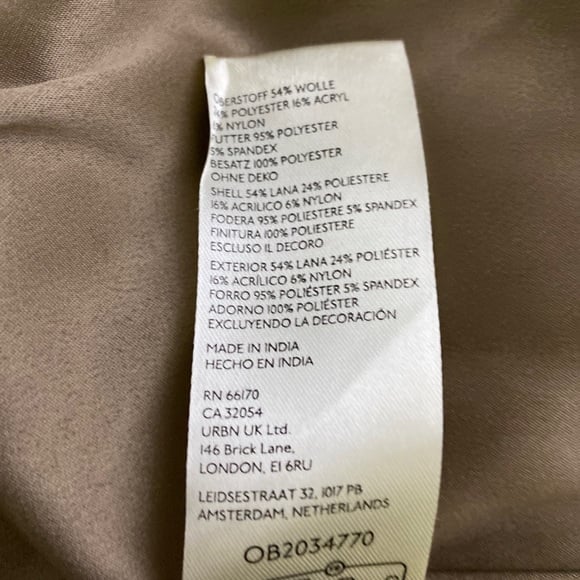 OBERSTOFF 54% WOLLE
% POLYESTER 16% ACRYL
% NYLON
FUTTER 95% POLYESTER
5% SPANDEX
BESATZ 100% POLYESTER
OHNE DEKO
SHELL 54% LANA 24% POLIESTERE
16% ACRILICO 6% NYLON
FODERA 95% POLIESTERE 5% SPANDEX
FINITURA 100% POLIESTERE
ESCLUSO IL DECORO
EXTERIOR 54% LANA 24% POLIÉSTER
16% ACRÍLICO 6% NYLON
FORRO 95% POLIÉSTER 5% SPANDEX
ADORNO 100% POLIÉSTER
EXCLUYENDO LA DECORACIÓN
MADE IN INDIA
HECHO EN INDIA
RN 66170
CA 32054
URBN UK Ltd.
146 Brick Lane,
LONDON, E1 6RU
LEIDSESTRAAT 32, 1017 PB
AMSTERDAM, NETHERLANDS
OB2034770